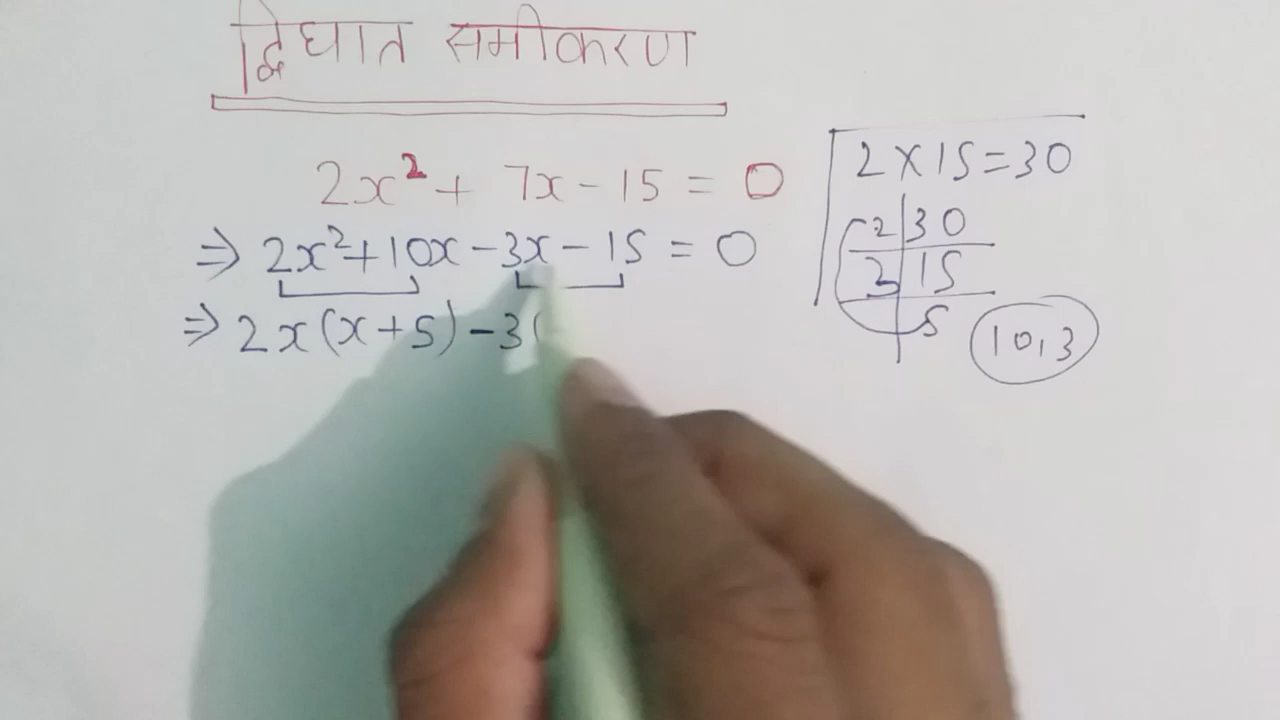 द्विघात समीकरण
2x² + 7x - 15 = 0
⇒ 2x² + 10x - 3x - 15 = 0
⇒ 2x(x + 5) - 3(
2 × 15 = 30
2 | 30
3 | 15
5
10, 3